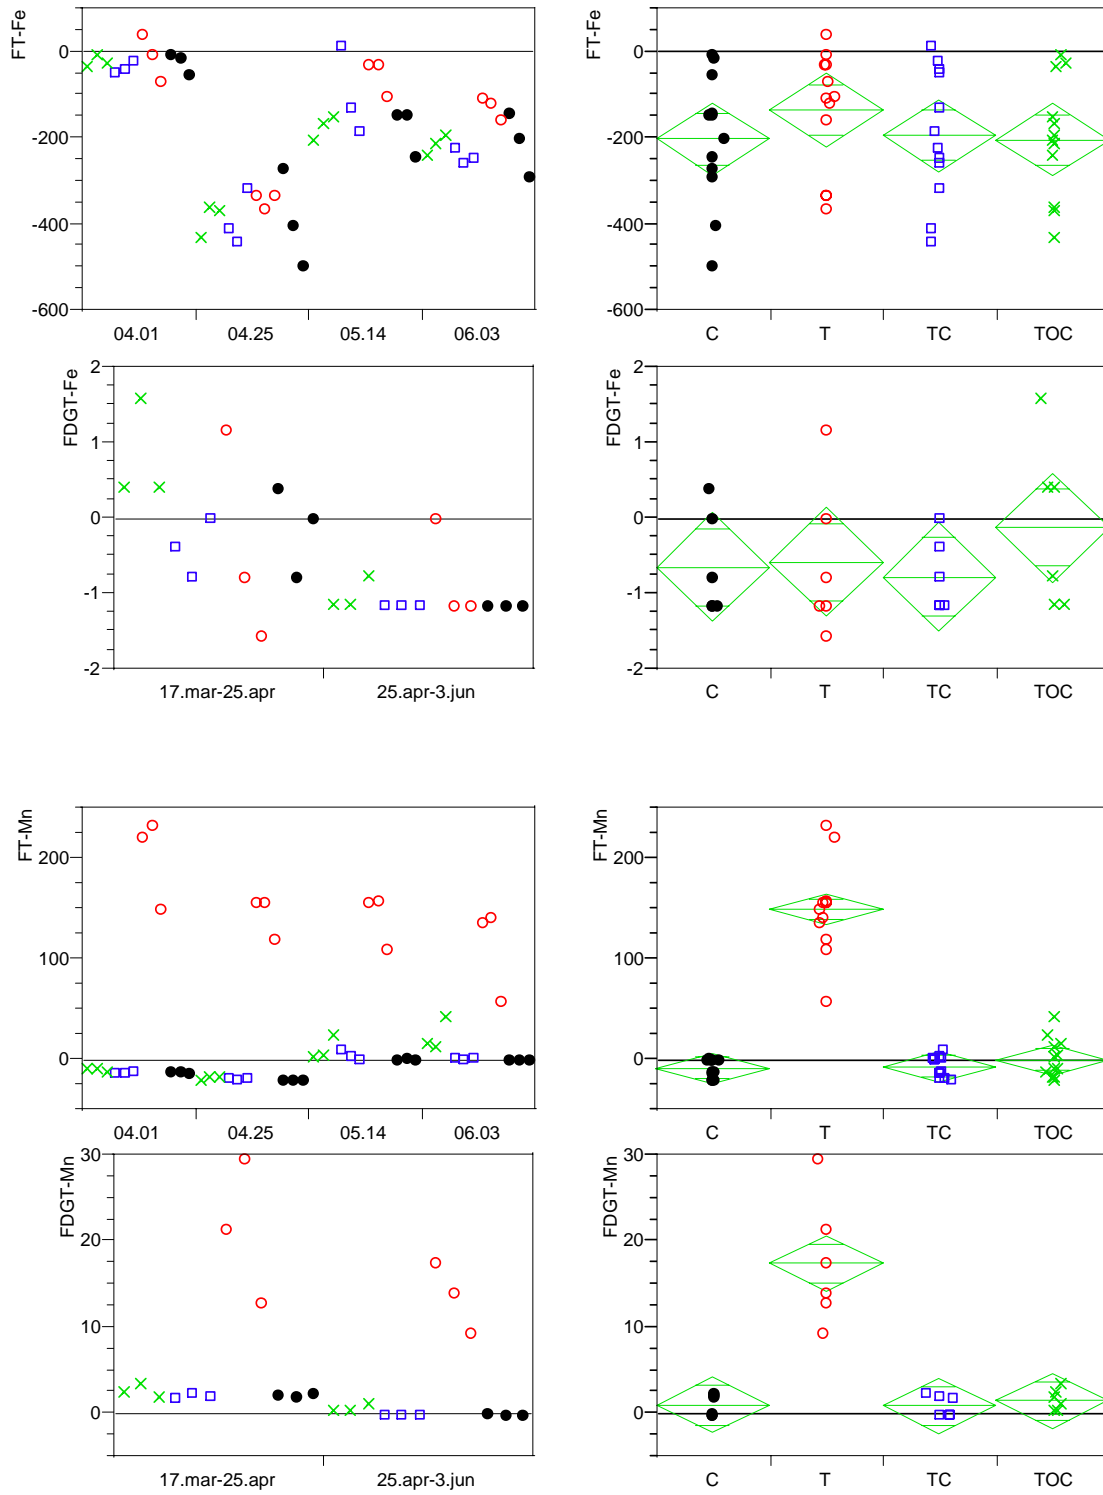 FT-Fe
0
-200
-400
-600
04.01 04.25 05.14 06.03
FT-Fe
0
-200
-400
-600
C T TC TOC
FDGT-Fe
2
1
0
-1
-2
17.mar-25.apr 25.apr-3.jun
FDGT-Fe
2
1
0
-1
-2
C T TC TOC
FT-Mn
200
100
0
04.01 04.25 05.14 06.03
FT-Mn
200
100
0
C T TC TOC
FDGT-Mn
30
20
10
0
17.mar-25.apr 25.apr-3.jun
FDGT-Mn
30
20
10
0
C T TC TOC